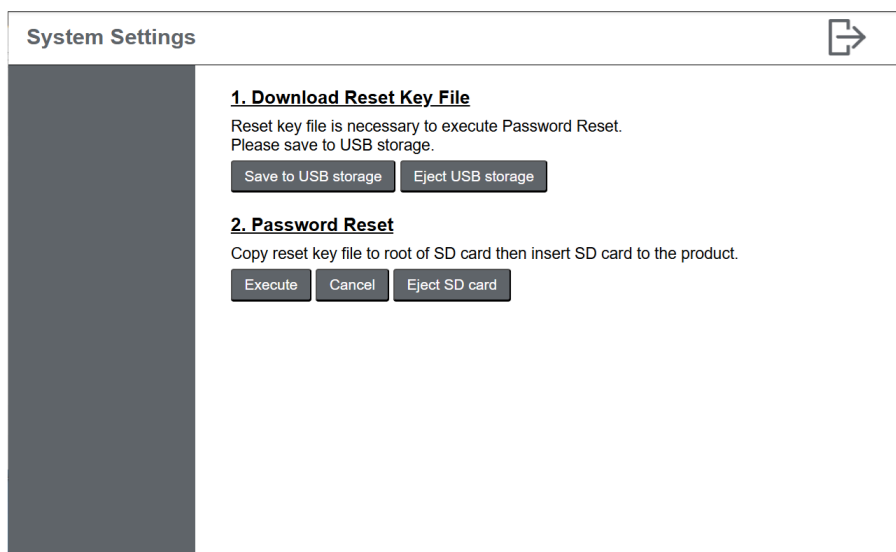 System Settings
1. Download Reset Key File
Reset key file is necessary to execute Password Reset.
Please save to USB storage.
Save to USB storage Eject USB storage
2. Password Reset
Copy reset key file to root of SD card then insert SD card to the product.
Execute Cancel Eject SD card